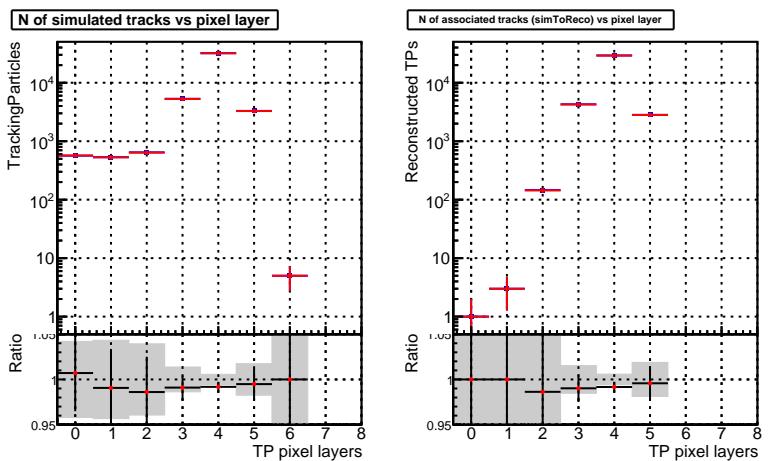 N of simulated tracks vs pixel layer
TrackingParticles
10^4
10^3
10^2
10
1
Ratio
1.05
1
0.95
0 1 2 3 4 5 6 7 8
TP pixel layers
N of associated tracks (simToReco) vs pixel layer
Reconstructed TPs
10^4
10^3
10^2
10
1
Ratio
1.05
1
0.95
0 1 2 3 4 5 6 7 8
TP pixel layers